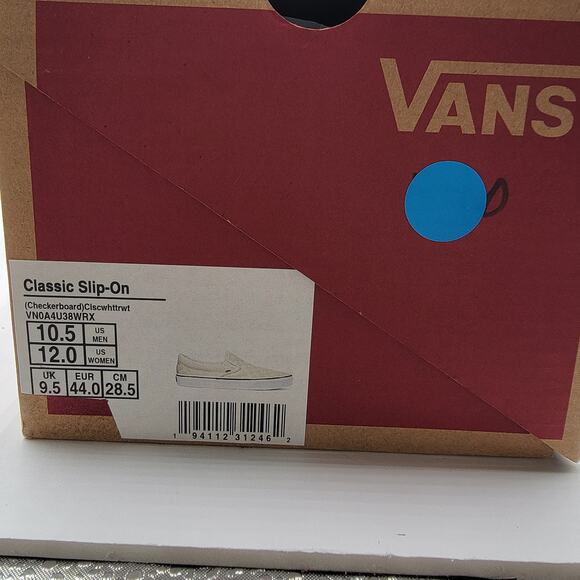 VANS
Classic Slip-On
(Checkerboard)Clscwhttrwt
VN0A4U38WRX
10.5 US MEN
12.0 US WOMEN
UK EUR CM
9.5 44.0 28.5
1 94112 31246 2